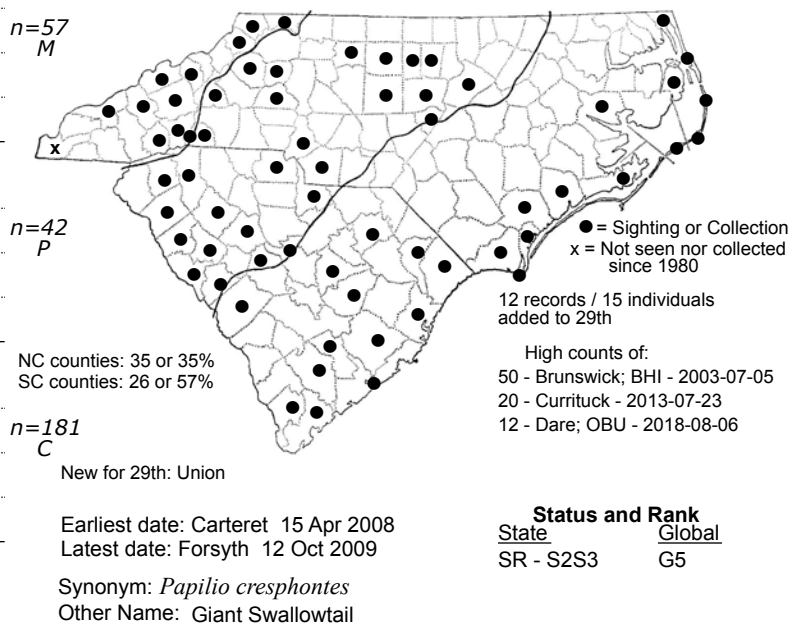 n=57
M
x
n=42
P
● = Sighting or Collection
x = Not seen nor collected
since 1980
12 records / 15 individuals
added to 29th
NC counties: 35 or 35%
SC counties: 26 or 57%
High counts of:
50 - Brunswick; BHI - 2003-07-05
20 - Currituck - 2013-07-23
12 - Dare; OBU - 2018-08-06
n=181
C
New for 29th: Union
Earliest date: Carteret 15 Apr 2008
Latest date: Forsyth 12 Oct 2009
Status and Rank
State Global
SR - S2S3 G5
Synonym: Papilio cresphontes
Other Name: Giant Swallowtail